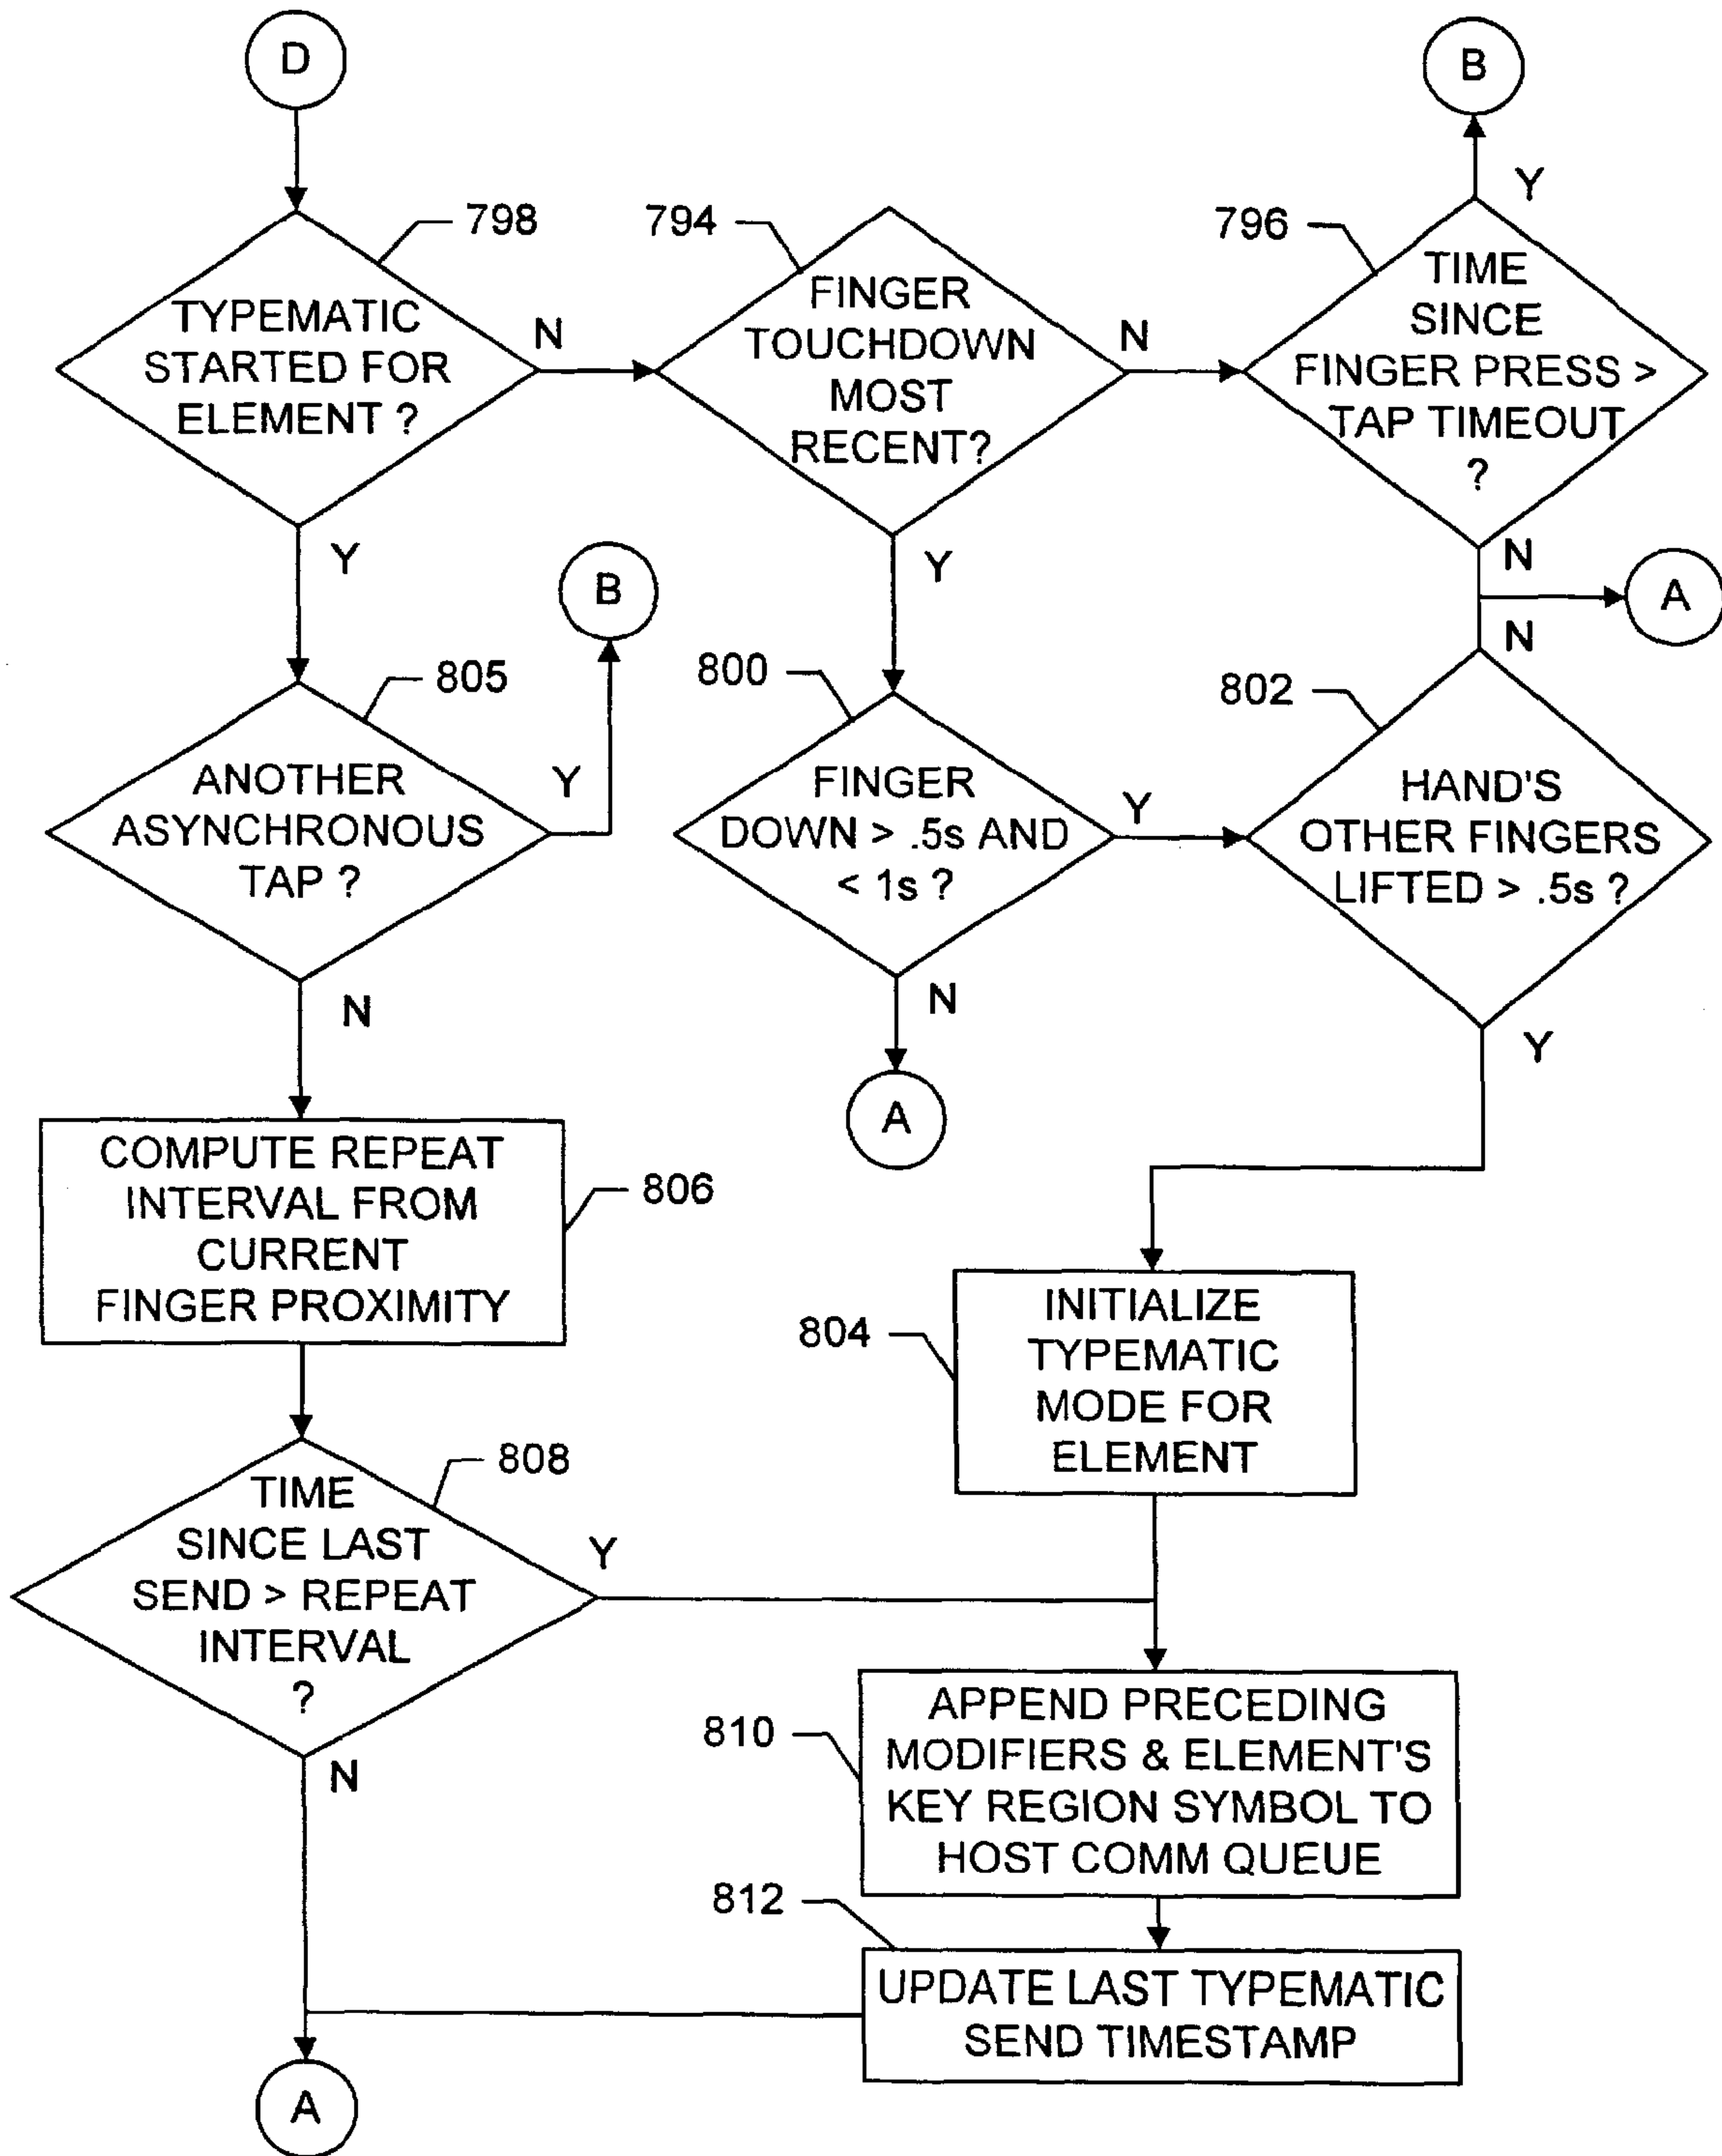 D
B
798
794
796
TYPEMATIC
STARTED FOR
ELEMENT ?
N
Y
FINGER
TOUCHDOWN
MOST
RECENT?
N
Y
TIME
SINCE
FINGER PRESS >
TAP TIMEOUT
?
Y
N
A
B
805
800
802
ANOTHER
ASYNCHRONOUS
TAP ?
Y
N
FINGER
DOWN > .5s AND
< 1s ?
Y
N
A
N
HAND'S
OTHER FINGERS
LIFTED > .5s ?
Y
COMPUTE REPEAT
INTERVAL FROM
CURRENT
FINGER PROXIMITY
806
804
INITIALIZE
TYPEMATIC
MODE FOR
ELEMENT
808
TIME
SINCE LAST
SEND > REPEAT
INTERVAL
?
Y
N
810
APPEND PRECEDING
MODIFIERS & ELEMENT'S
KEY REGION SYMBOL TO
HOST COMM QUEUE
812
UPDATE LAST TYPEMATIC
SEND TIMESTAMP
A